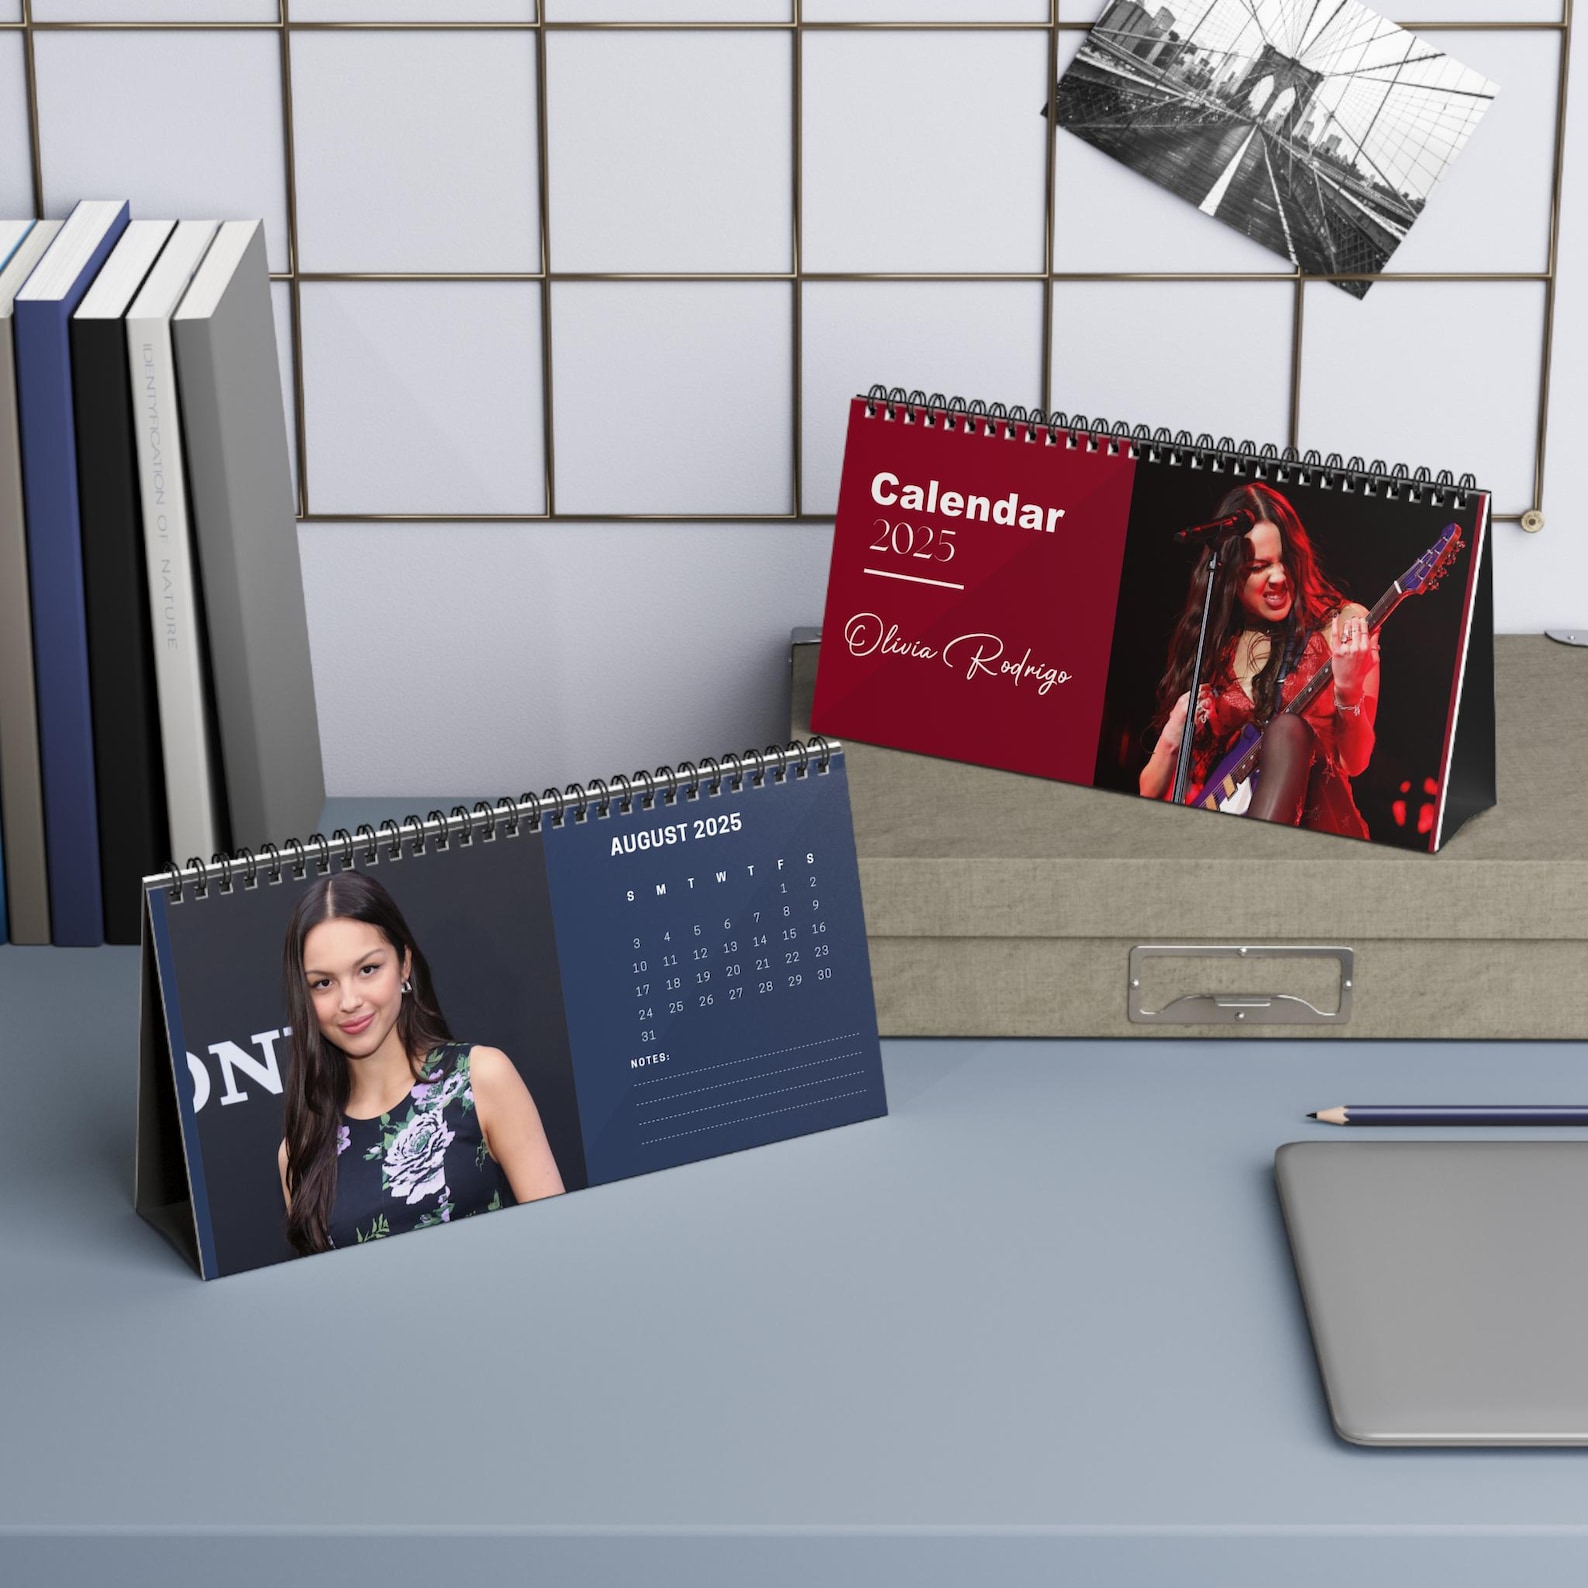 IDENTYFICATION OF NATURE
Calendar
2025
Olivia Rodrigo
AUGUST 2025
S M T W T F S
1 2
3 4 5 6 7 8 9
10 11 12 13 14 15 16
17 18 19 20 21 22 23
24 25 26 27 28 29 30
31
NOTES:
ON